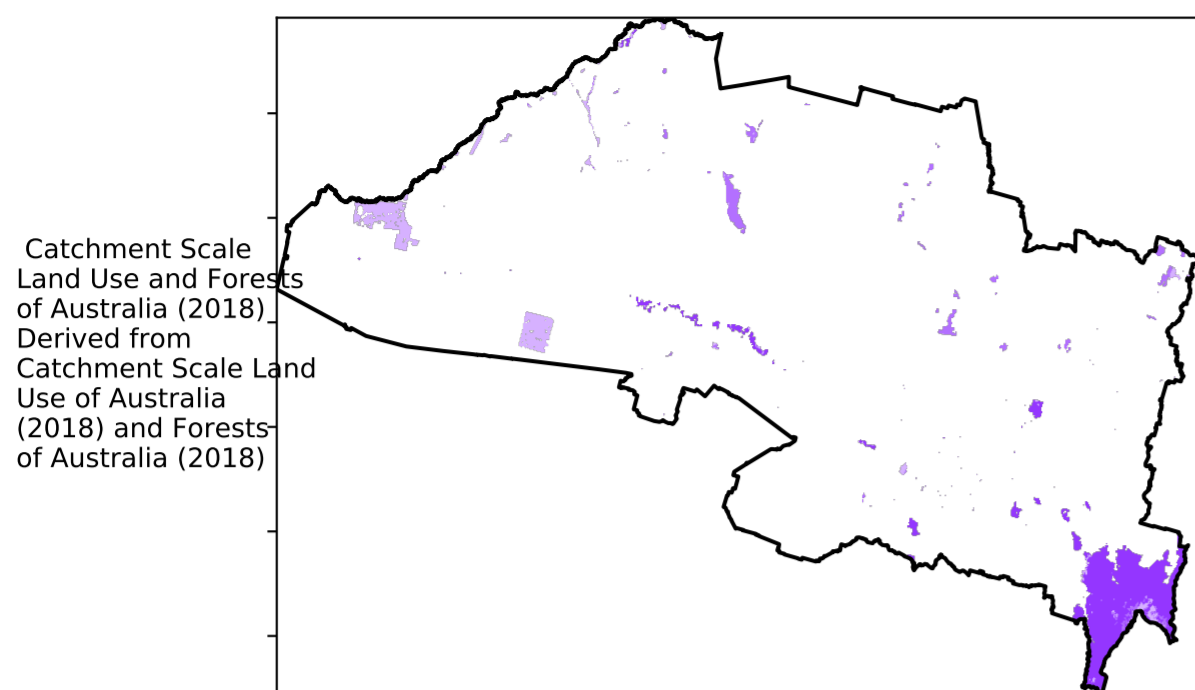 Catchment Scale
Land Use and Forests
of Australia (2018)
Derived from
Catchment Scale Land
Use of Australia
(2018) and Forests
of Australia (2018)